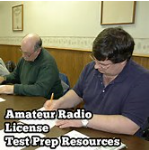 Amateur Radio
License
Test Prep Resources